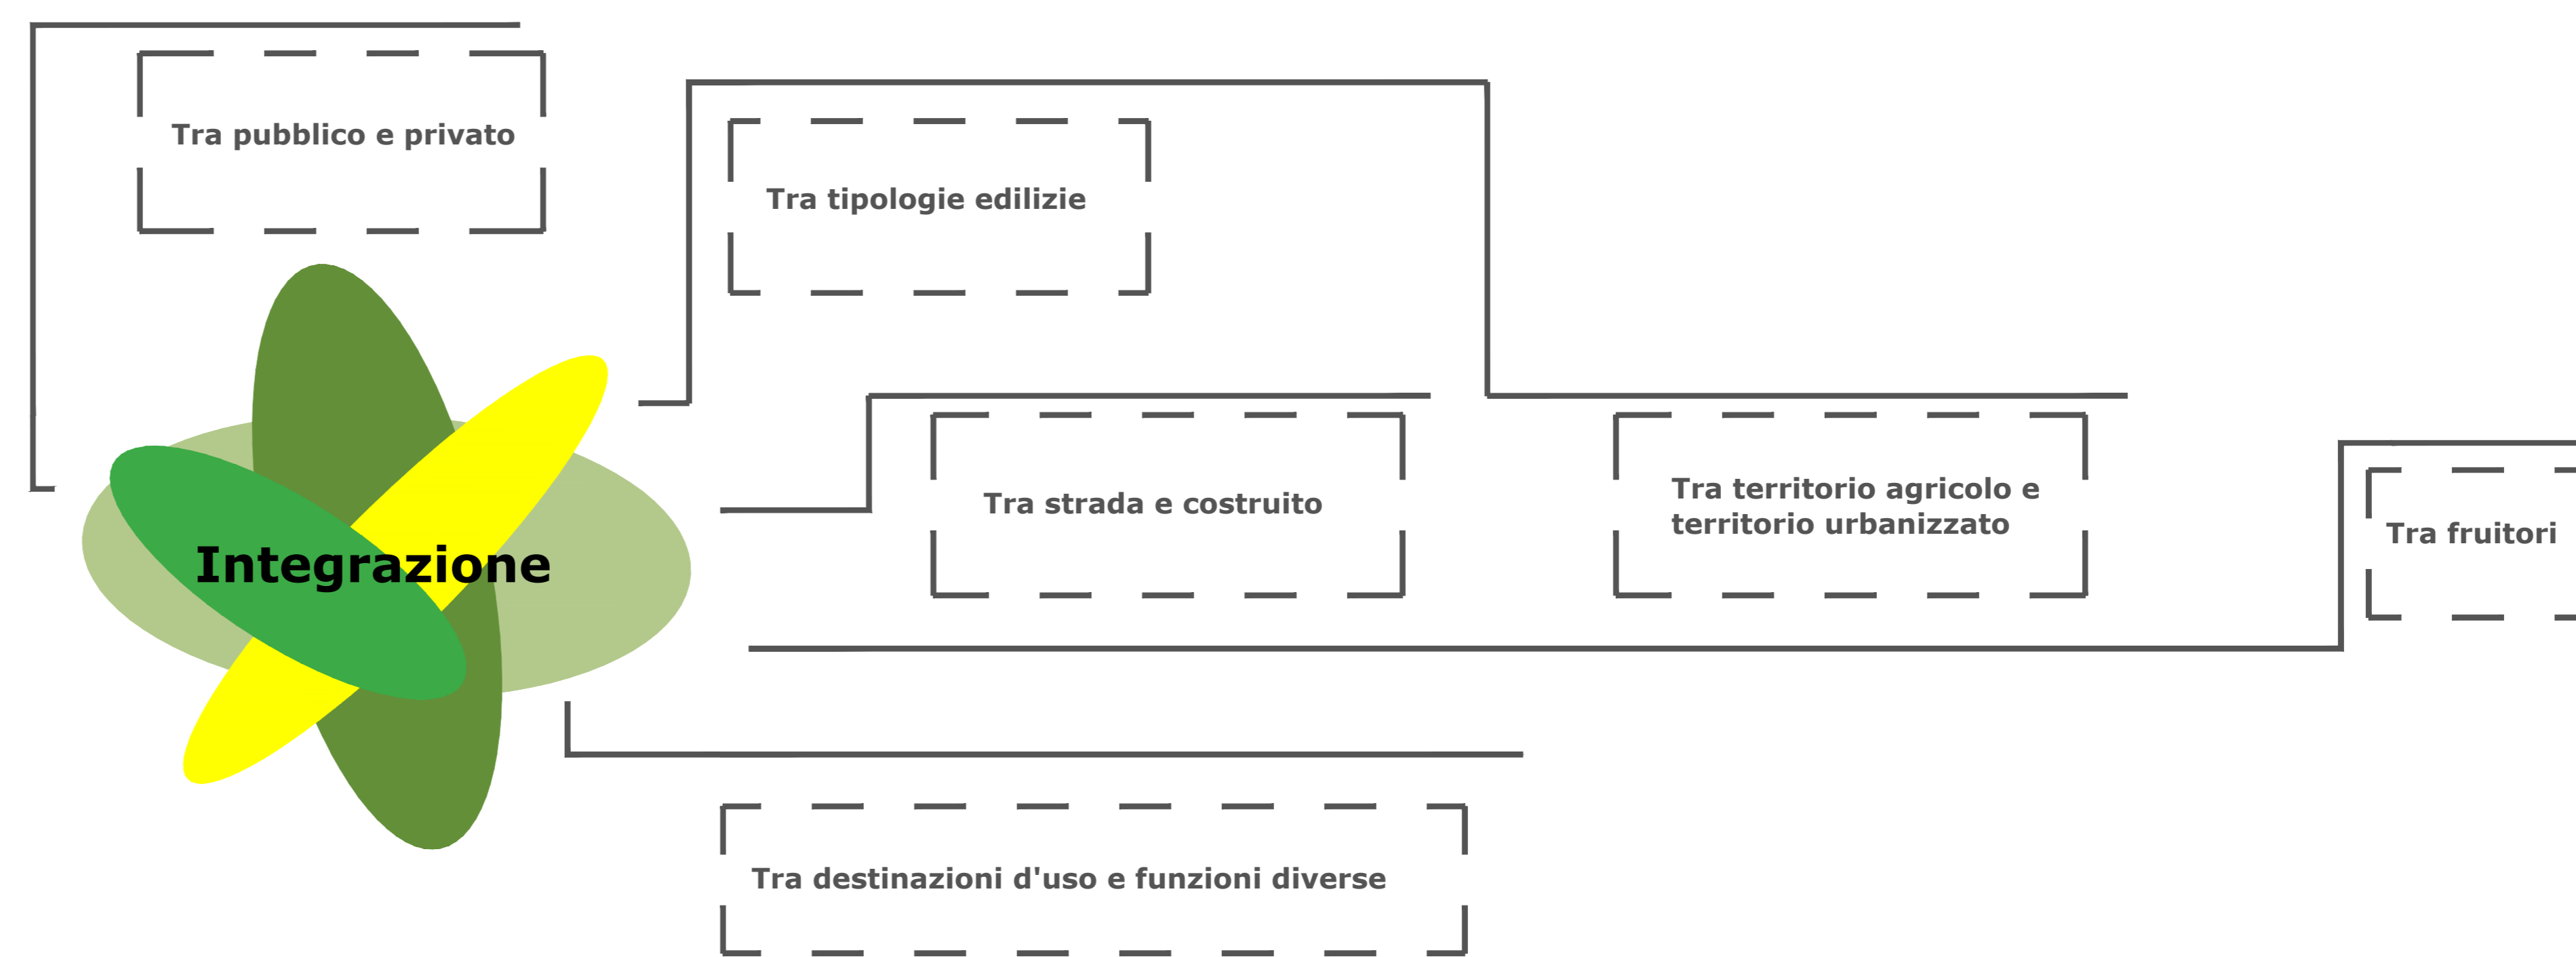 Tra pubblico e privato
Tra tipologie edilizie
Tra strada e costruito
Tra territorio agricolo e
territorio urbanizzato
Tra fruitori
Integrazione
Tra destinazioni d'uso e funzioni diverse